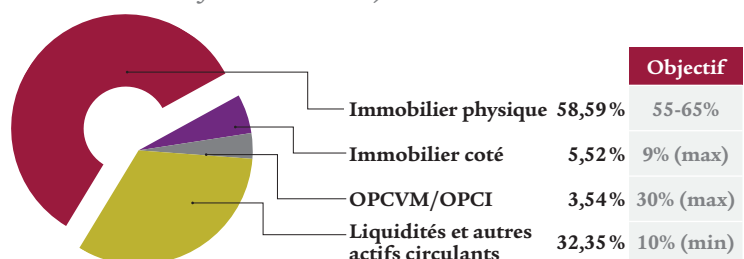 Objectif
Immobilier physique 58,59 % 55-65%
Immobilier coté 5,52 % 9% (max)
OPCVM/OPCI 3,54 % 30% (max)
Liquidités et autres
actifs circulants 32,35 % 10% (min)